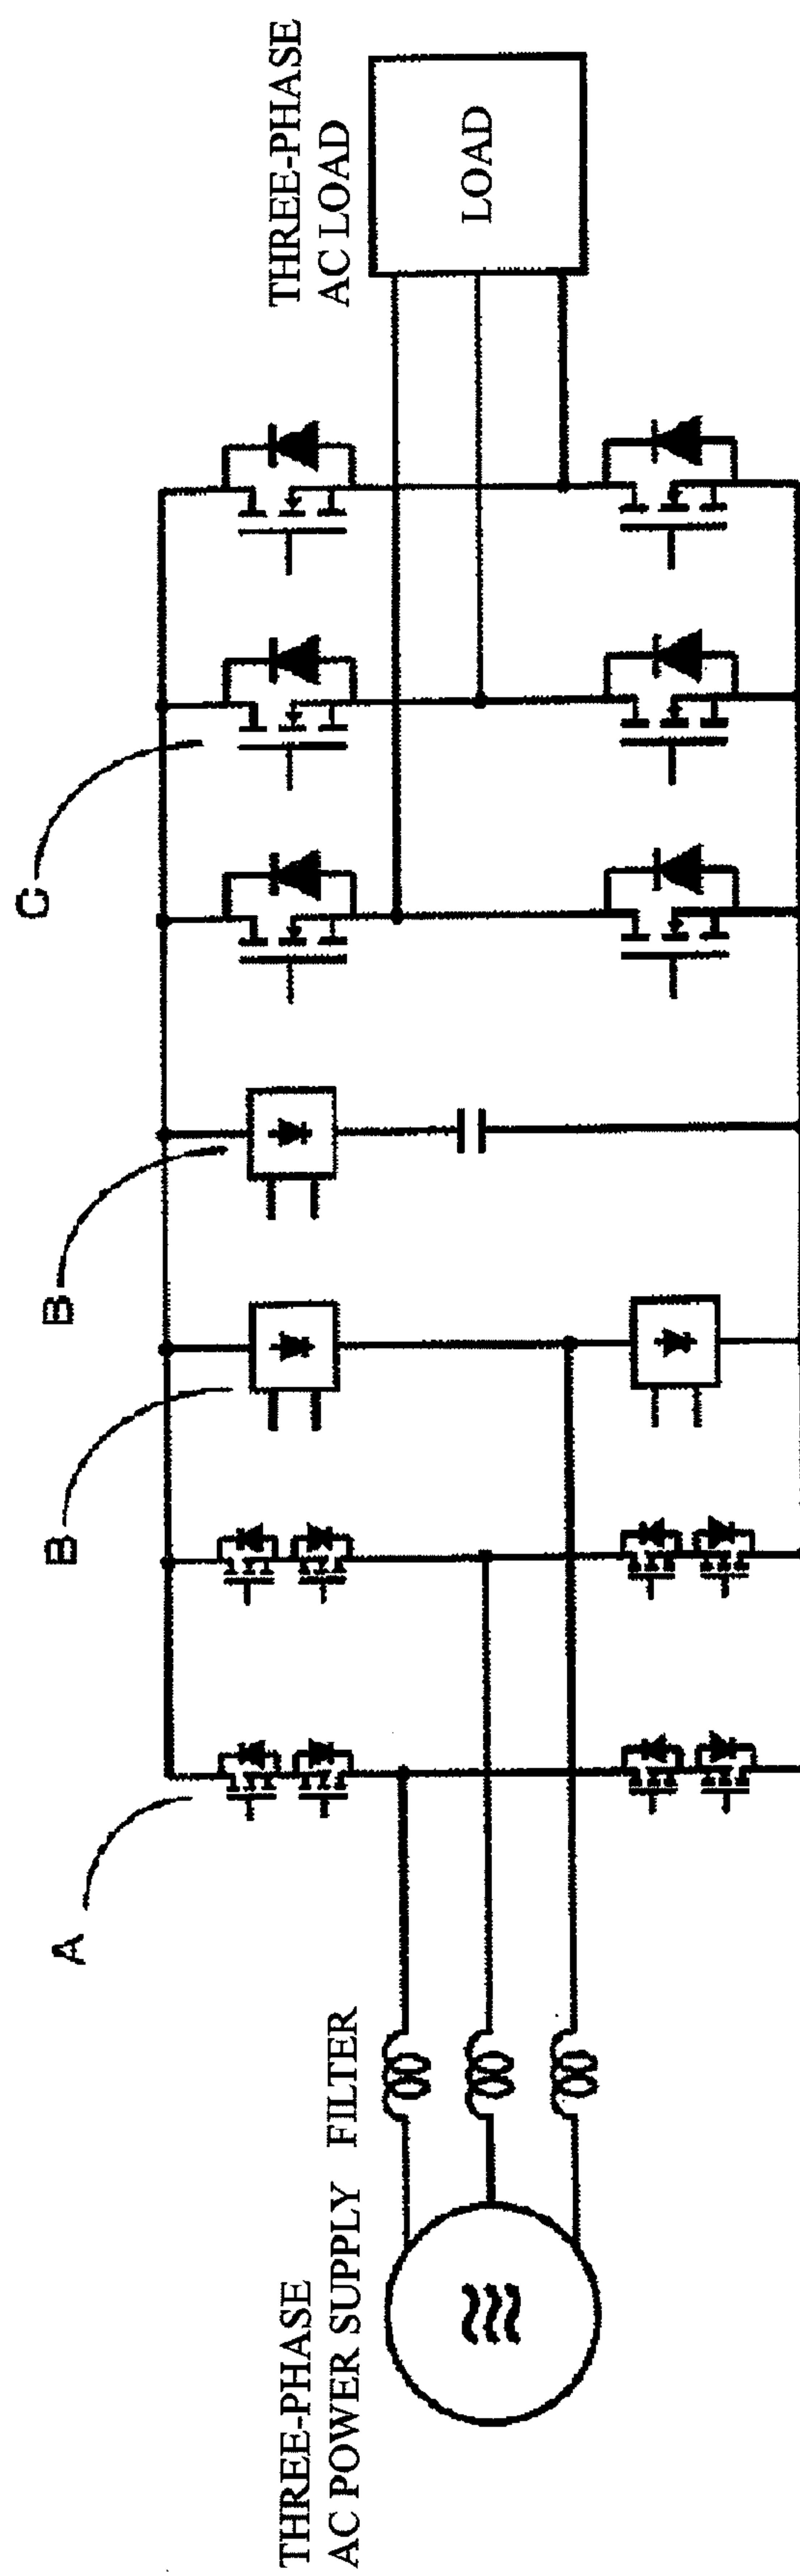 THREE-PHASE
AC POWER SUPPLY
FILTER
A
B
B
C
THREE-PHASE
AC LOAD
LOAD